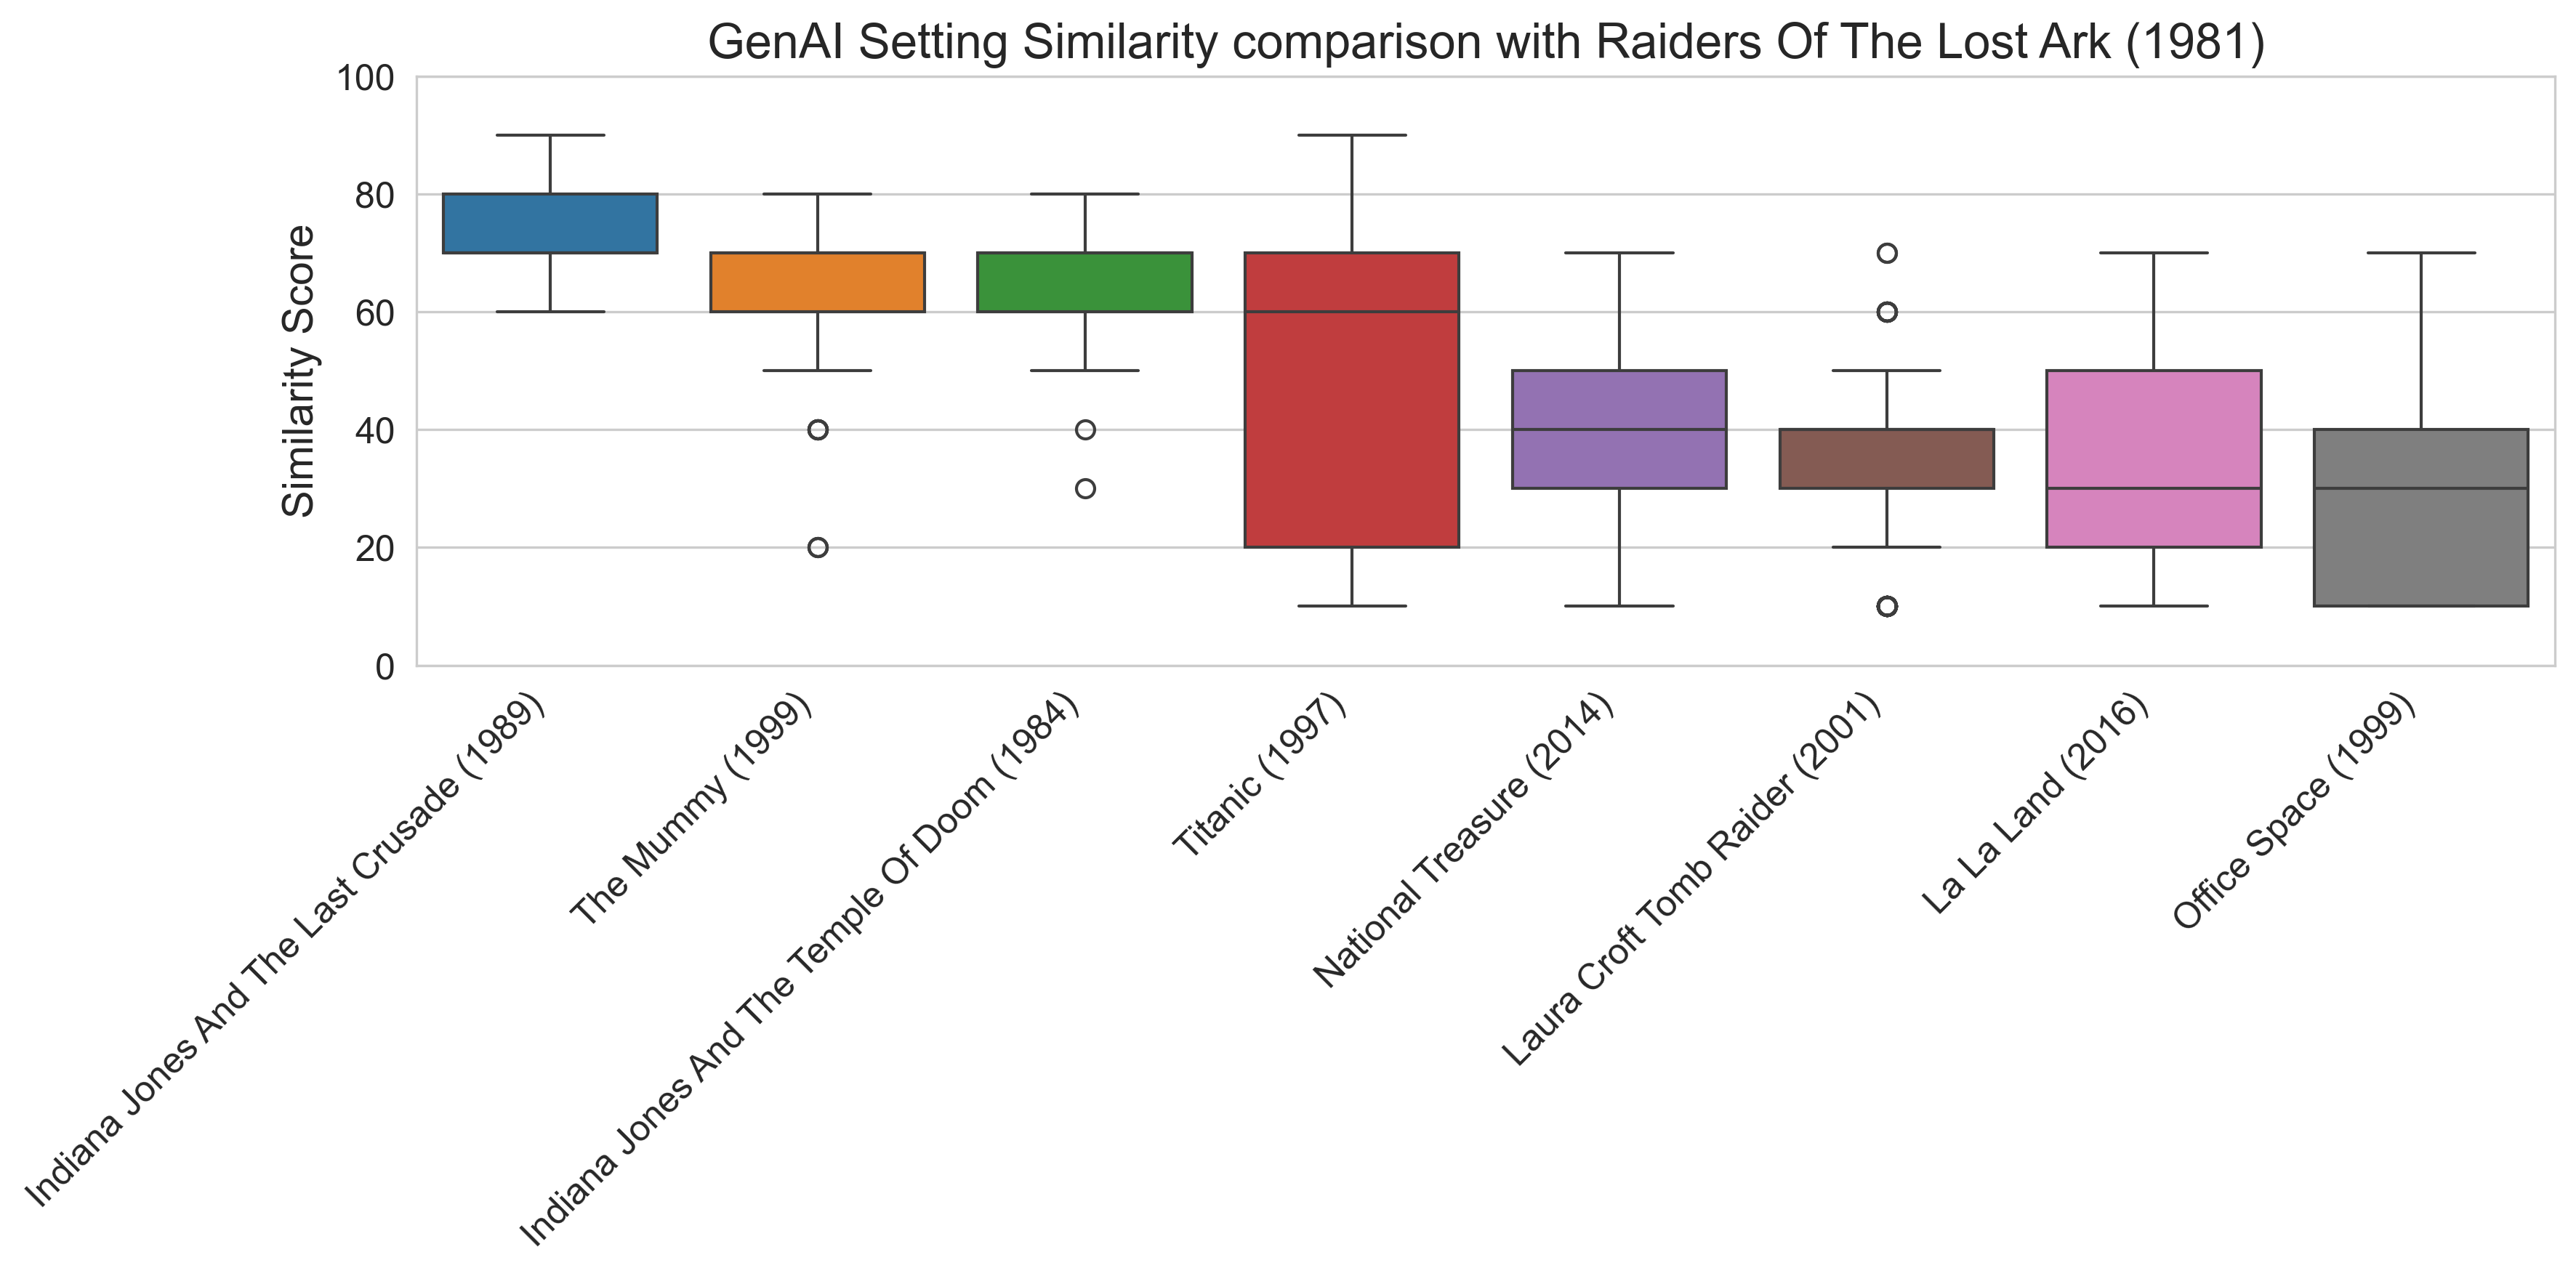 GenAI Setting Similarity comparison with Raiders Of The Lost Ark (1981)
Similarity Score
100
80
60
40
20
0
Indiana Jones And The Last Crusade (1989)
The Mummy (1999)
Indiana Jones And The Temple Of Doom (1984)
Titanic (1997)
National Treasure (2014)
Laura Croft Tomb Raider (2001)
La La Land (2016)
Office Space (1999)